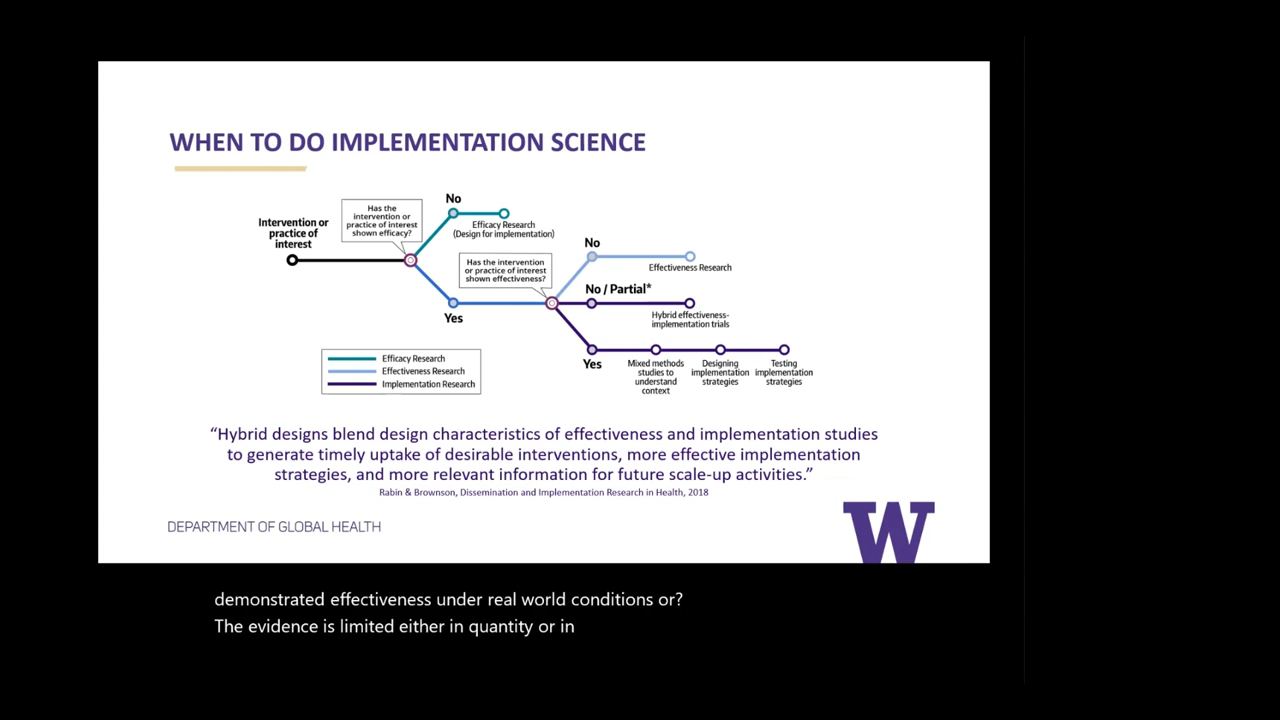 WHEN TO DO IMPLEMENTATION SCIENCE
Intervention or
practice of
interest
Has the
intervention or
practice of interest
shown efficacy?
No
Efficacy Research
(Design for implementation)
Yes
Has the intervention
or practice of interest
shown effectiveness?
No
Effectiveness Research
No / Partial*
Hybrid effectiveness-
implementation trials
Yes
Mixed methods
studies to
understand
context
Designing
implementation
strategies
Testing
implementation
strategies
Efficacy Research
Effectiveness Research
Implementation Research
“Hybrid designs blend design characteristics of effectiveness and implementation studies
to generate timely uptake of desirable interventions, more effective implementation
strategies, and more relevant information for future scale-up activities.”
Rabin & Brownson, Dissemination and Implementation Research in Health, 2018
DEPARTMENT OF GLOBAL HEALTH
W
demonstrated effectiveness under real world conditions or?
The evidence is limited either in quantity or in